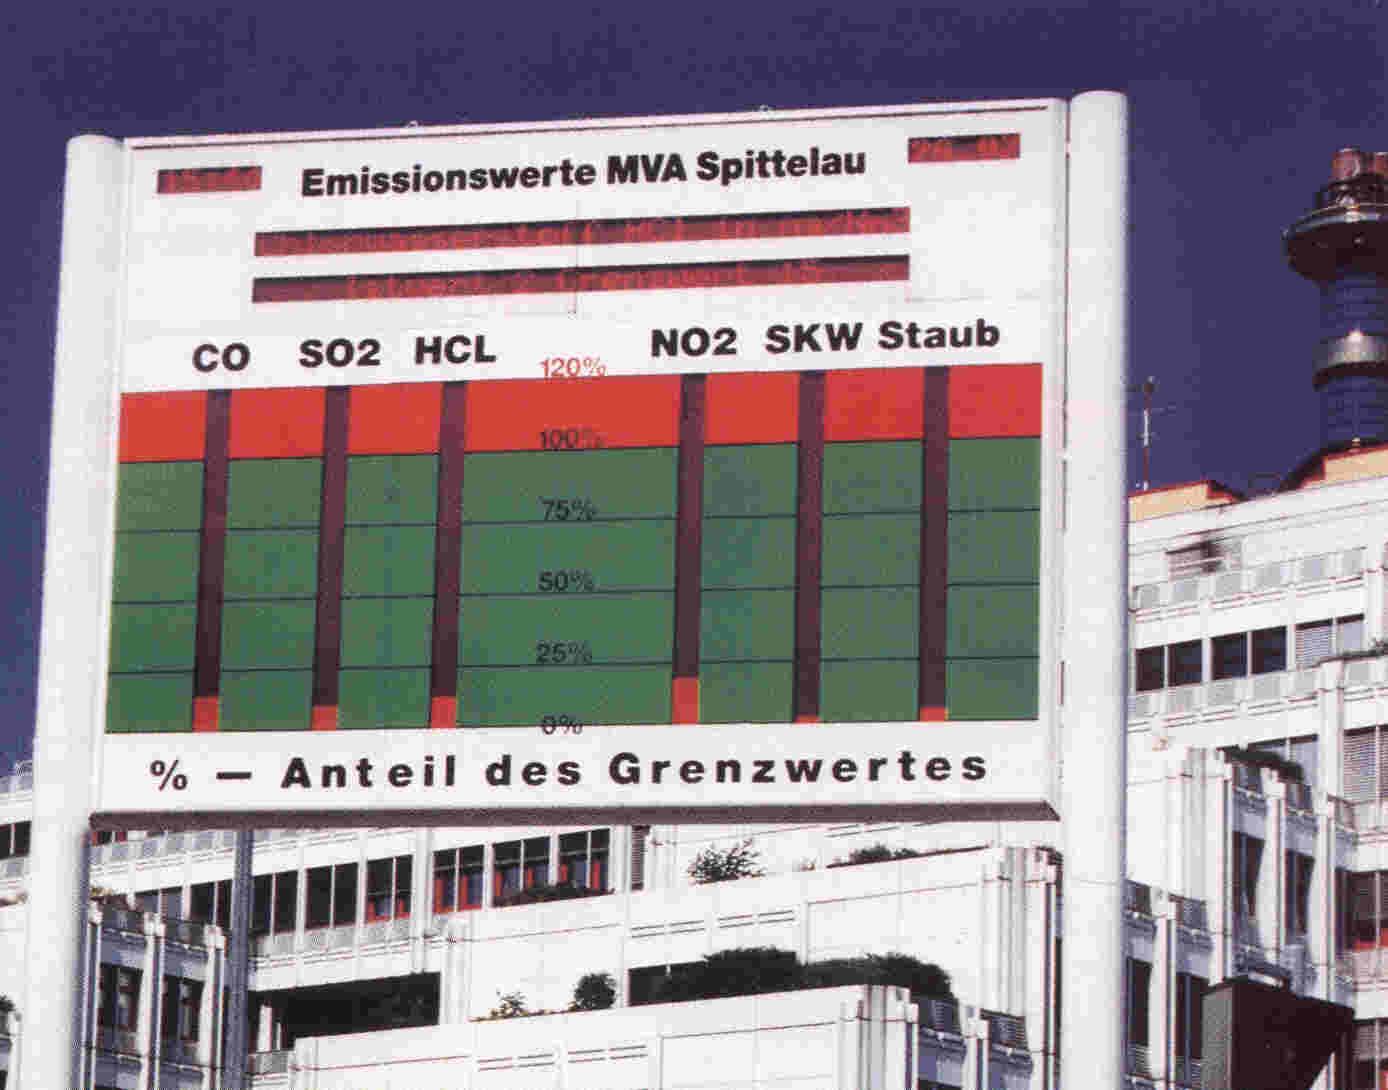 Emissionswerte MVA Spittelau
CO SO2 HCL NO2 SKW Staub
120%
100%
75%
50%
25%
0%
% — Anteil des Grenzwertes